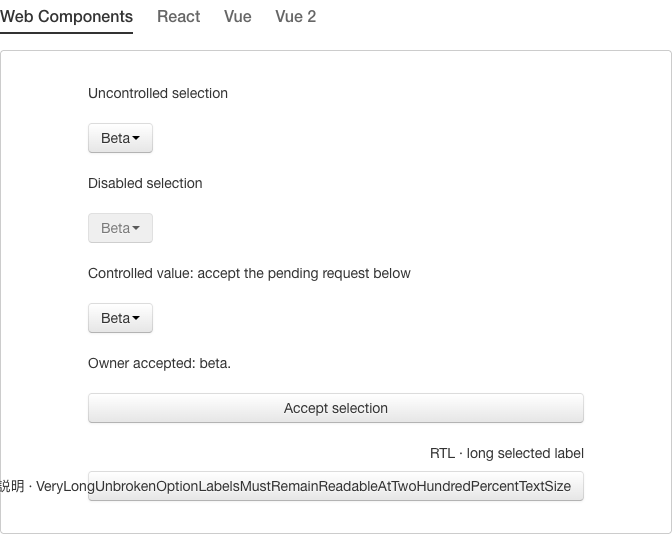 Web Components React Vue Vue 2
Uncontrolled selection
Beta
Disabled selection
Beta
Controlled value: accept the pending request below
Beta
Owner accepted: beta.
Accept selection
RTL · long selected label
説明 · VeryLongUnbrokenOptionLabelsMustRemainReadableAtTwoHundredPercentTextSize